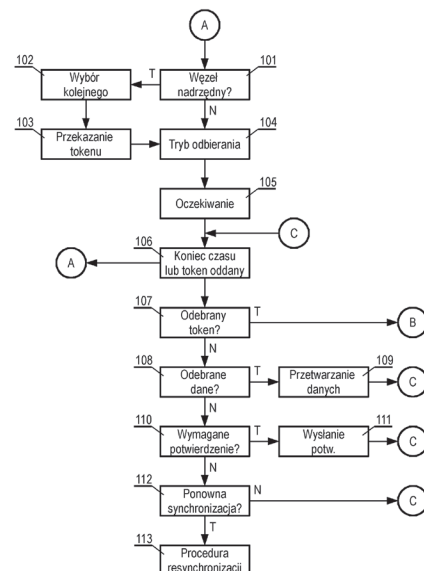 A
102
101
Wybór
kolejnego
T
Węzeł
nadrzędny?
N
103
104
Przekazanie
tokenu
Tryb odbierania
105
Oczekiwanie
C
106
A
Koniec czasu
lub token oddany
107
Odebrany
token?
T
B
N
108
109
Odebrane
dane?
T
Przetwarzanie
danych
C
N
110
111
Wymagane
potwierdzenie?
T
Wysłanie
potw.
C
N
112
Ponowna
synchronizacja?
N
C
T
113
Procedura
resynchronizacji